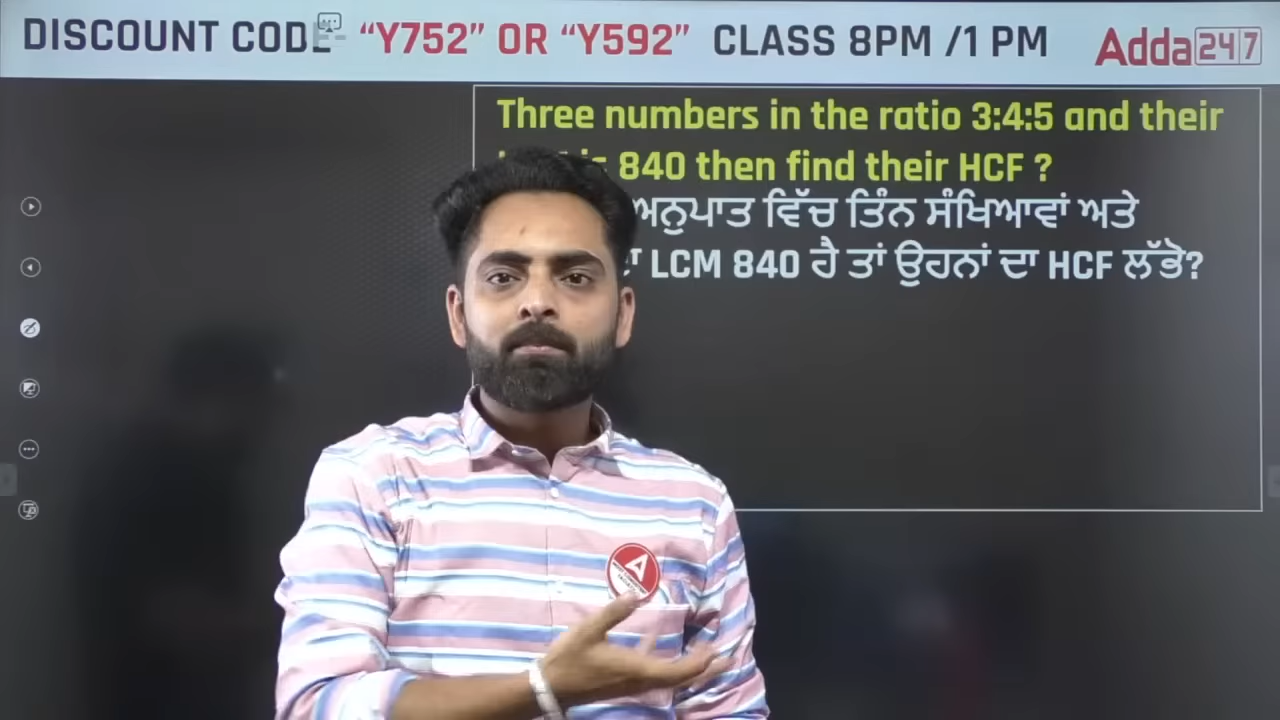 DISCOUNT CODE “Y752” OR “Y592” CLASS 8PM /1 PM
Adda247
Three numbers in the ratio 3:4:5 and their
is 840 then find their HCF ?
ਅਨੁਪਾਤ ਵਿੱਚ ਤਿੰਨ ਸੰਖਿਆਵਾਂ ਅਤੇ
LCM 840 ਹੈ ਤਾਂ ਉਹਨਾਂ ਦਾ HCF ਲੱਭੋ?
A